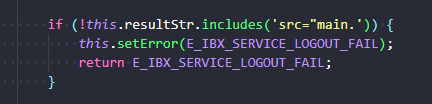 if (!this.resultStr.includes('src="main.')) {
this.setError(E_IBX_SERVICE_LOGOUT_FAIL);
return E_IBX_SERVICE_LOGOUT_FAIL;
}